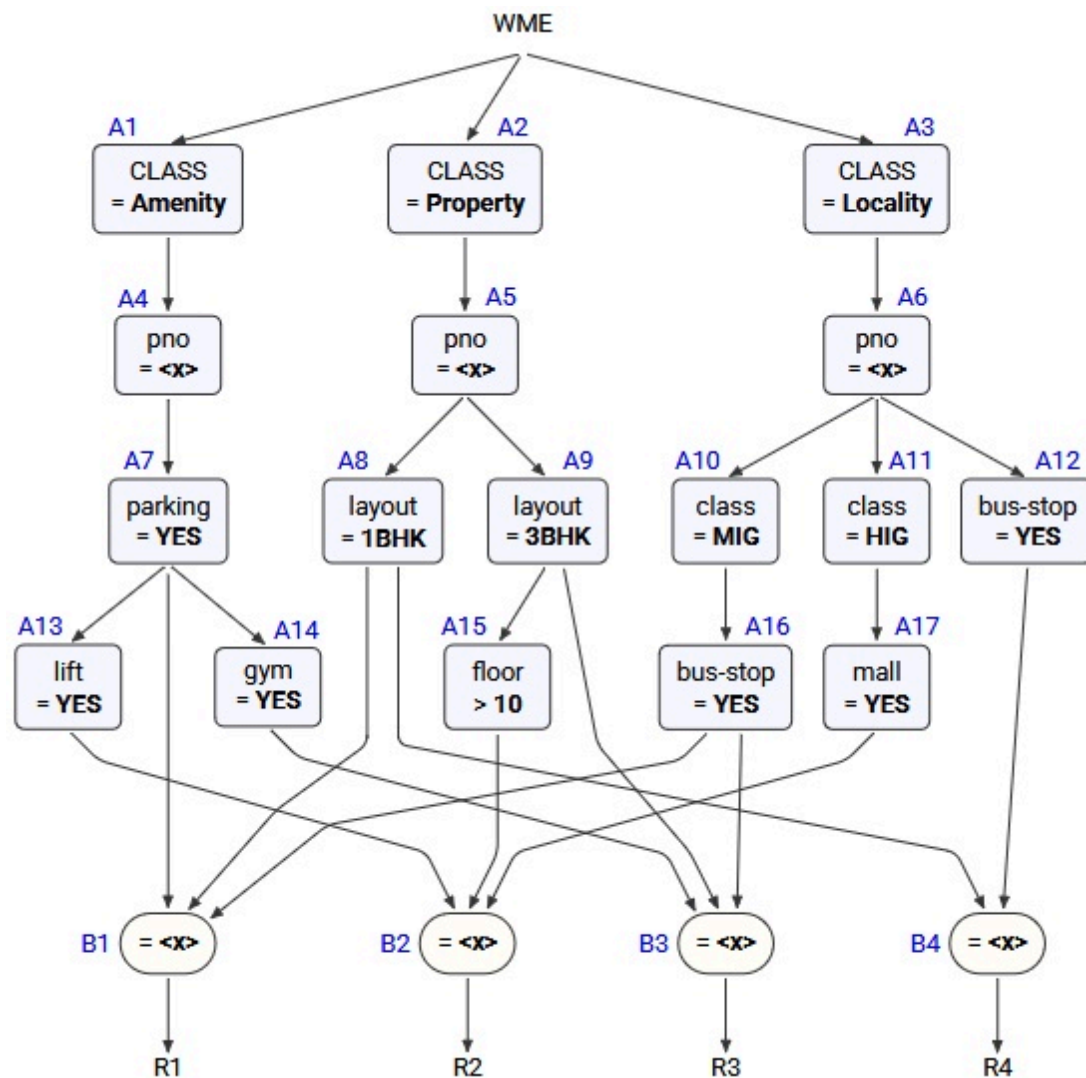 WME
A1
A2
A3
CLASS
= Amenity
CLASS
= Property
CLASS
= Locality
A4
A5
A6
pno
= <x>
pno
= <x>
pno
= <x>
A7
A8
A9
A10
A11
A12
parking
= YES
layout
= 1BHK
layout
= 3BHK
class
= MIG
class
= HIG
bus-stop
= YES
A13
A14
A15
A16
A17
lift
= YES
gym
= YES
floor
> 10
bus-stop
= YES
mall
= YES
B1
= <x>
B2
= <x>
B3
= <x>
B4
= <x>
R1
R2
R3
R4